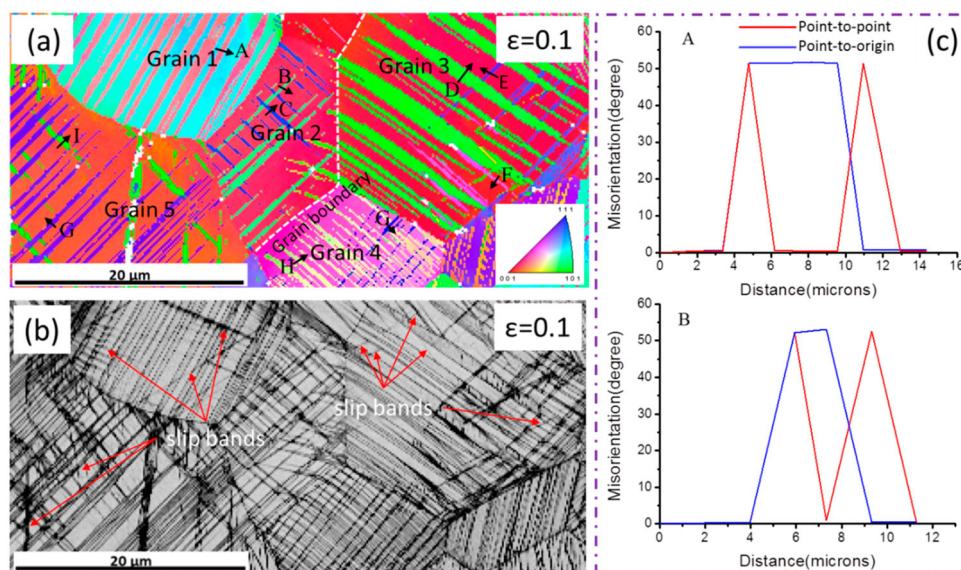 (a)
ε=0.1
Grain 1
A
B
C
Grain 2
Grain 3
D
E
F
I
G
Grain 5
Grain boundary
G
H
Grain 4
111
001
101
20 μm
(b)
ε=0.1
slip bands
slip bands
20 μm
(c)
A
Point-to-point
Point-to-origin
Misorientation(degree)
60
50
40
30
20
10
0
0 2 4 6 8 10 12 14 16
Distance(microns)
B
Misorientation(degree)
60
50
40
30
20
10
0
0 2 4 6 8 10 12
Distance(microns)